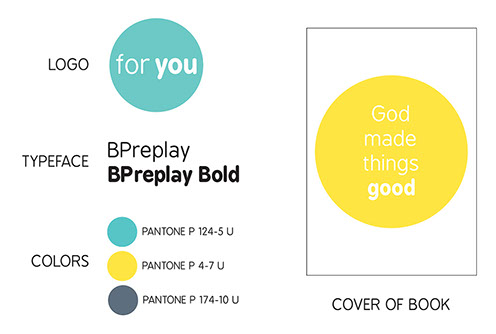 LOGO
for you
TYPEFACE
BPreplay
BPreplay Bold
COLORS
PANTONE P 124-5 U
PANTONE P 4-7 U
PANTONE P 174-10 U
God
made
things
good
COVER OF BOOK